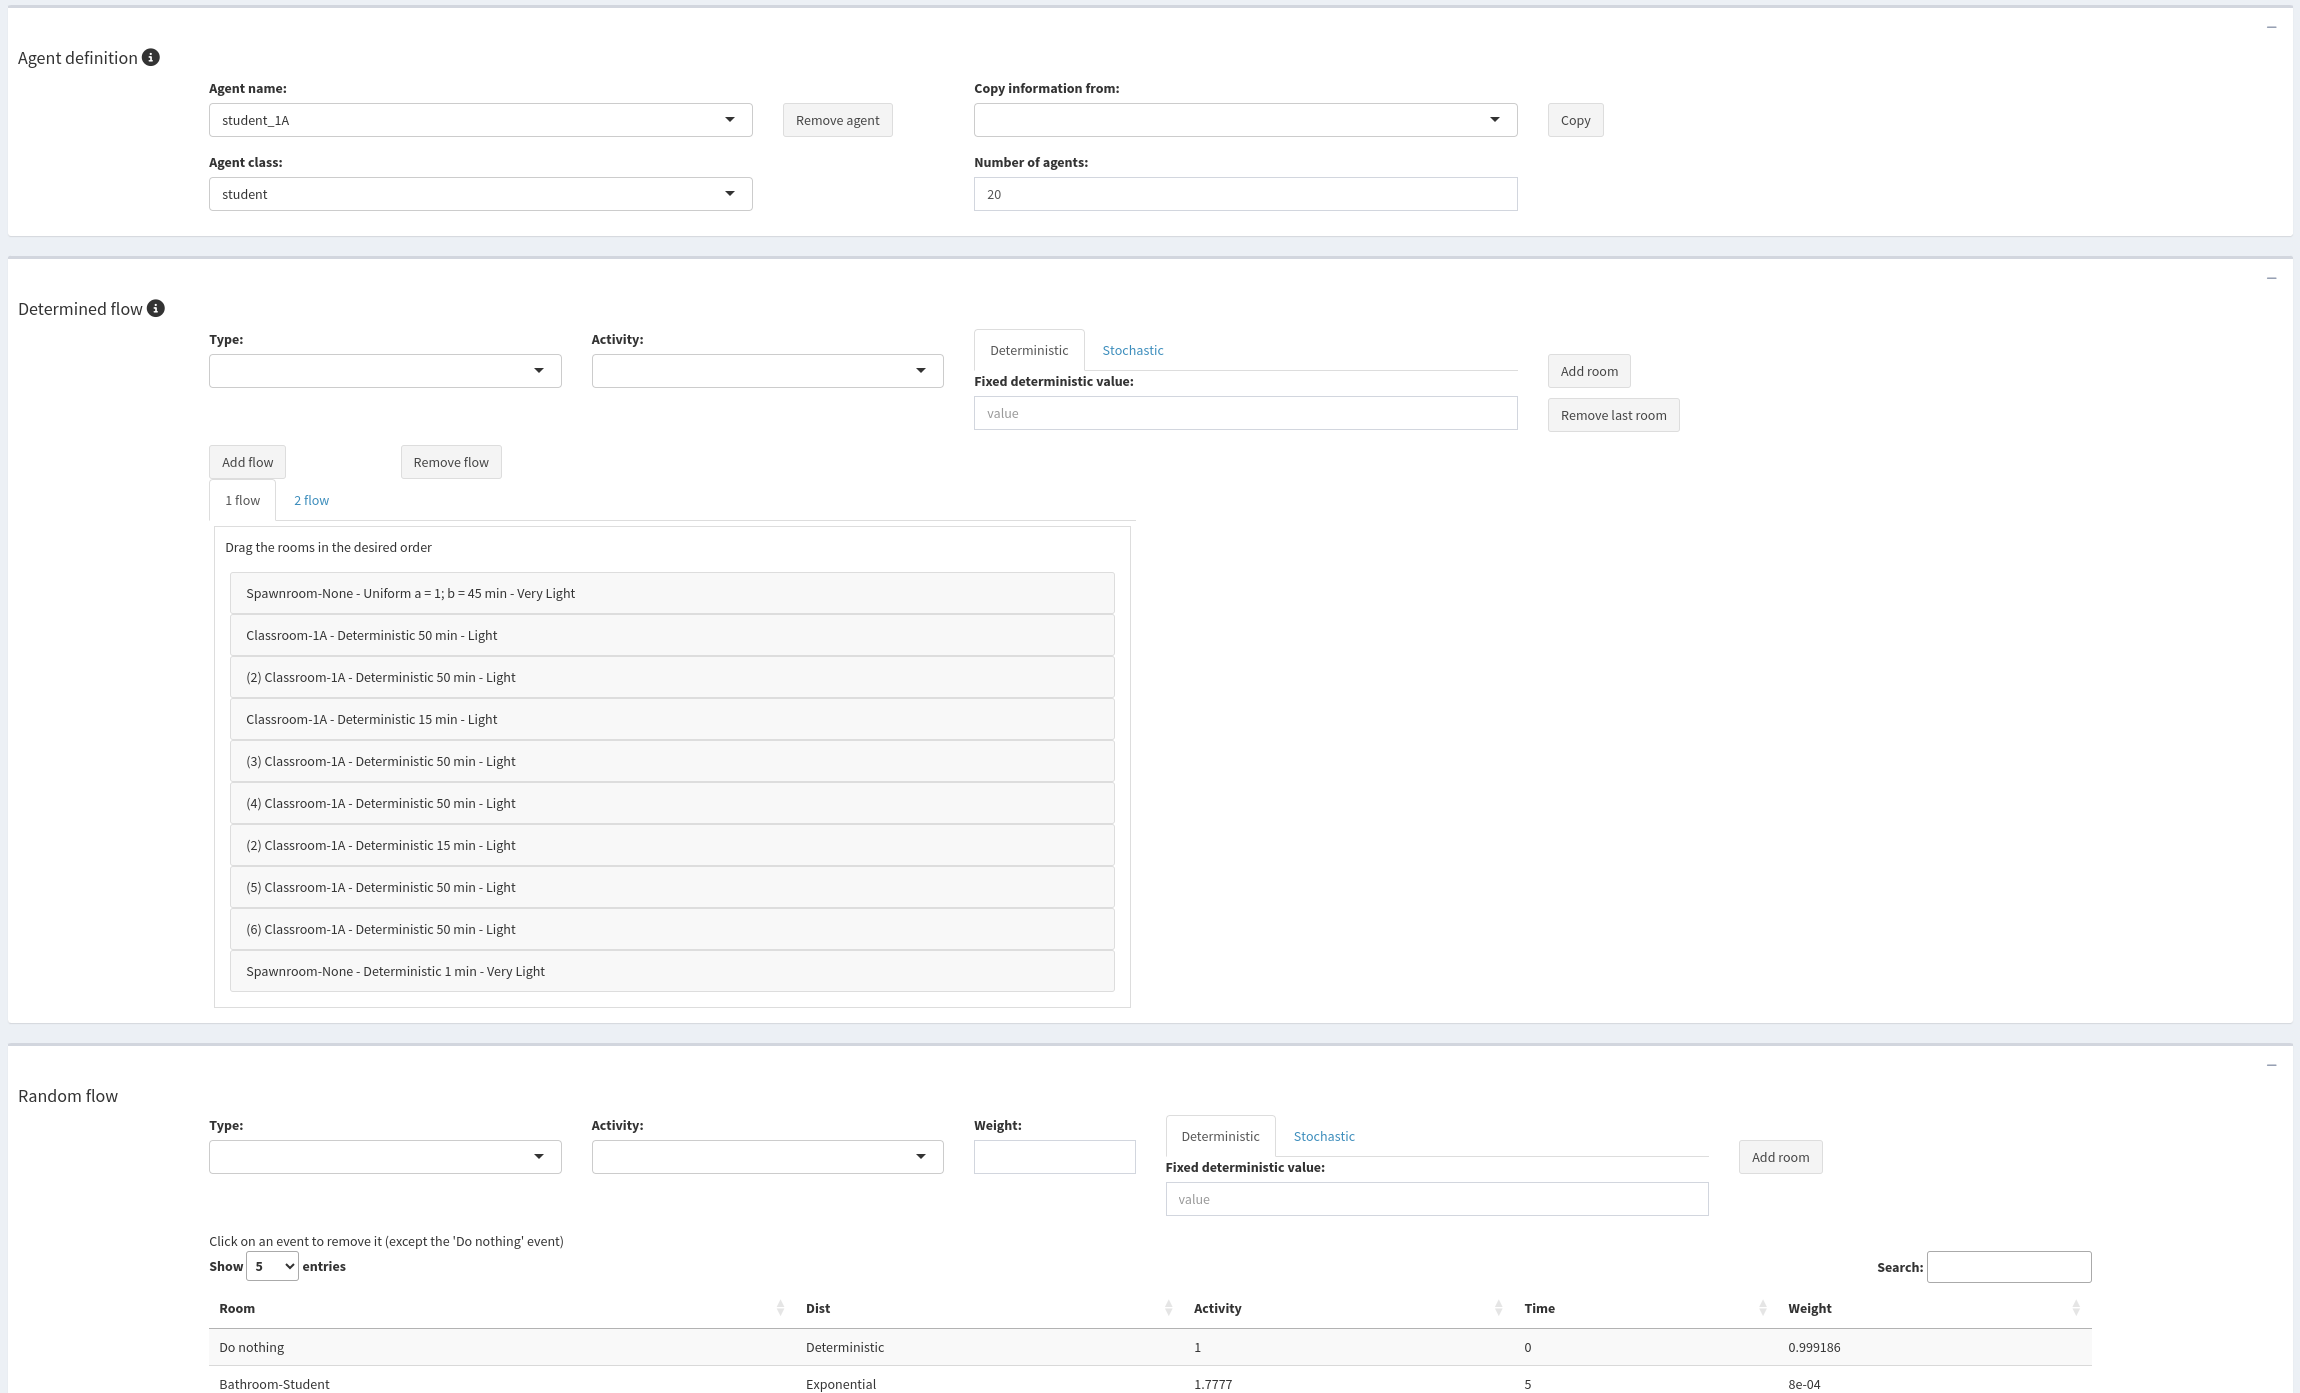 Agent definition
Agent name:
Copy information from:
student_1A
Remove agent
Copy
Agent class:
Number of agents:
student
20
Determined flow
Type:
Activity:
Deterministic
Stochastic
Fixed deterministic value:
value
Add room
Remove last room
Add flow
Remove flow
1 flow
2 flow
Drag the rooms in the desired order
Spawnroom-None - Uniform a = 1; b = 45 min - Very Light
Classroom-1A - Deterministic 50 min - Light
(2) Classroom-1A - Deterministic 50 min - Light
Classroom-1A - Deterministic 15 min - Light
(3) Classroom-1A - Deterministic 50 min - Light
(4) Classroom-1A - Deterministic 50 min - Light
(2) Classroom-1A - Deterministic 15 min - Light
(5) Classroom-1A - Deterministic 50 min - Light
(6) Classroom-1A - Deterministic 50 min - Light
Spawnroom-None - Deterministic 1 min - Very Light
Random flow
Type:
Activity:
Weight:
Deterministic
Stochastic
Fixed deterministic value:
value
Add room
Click on an event to remove it (except the 'Do nothing' event)
Show 5 entries
Search:
Room Dist Activity Time Weight
Do nothing Deterministic 1 0 0.999186
Bathroom-Student Exponential 1.7777 5 8e-04